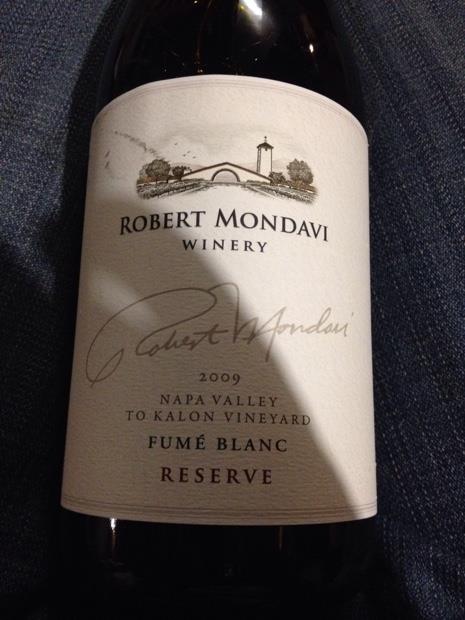 ROBERT MONDAVI
WINERY
Robert Mondavi
2009
NAPA VALLEY
TO KALON VINEYARD
FUMÉ BLANC
RESERVE